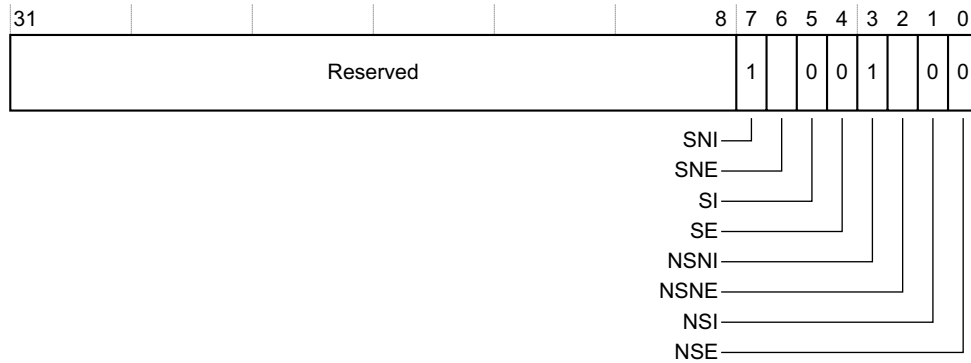 31 8 7 6 5 4 3 2 1 0
Reserved 1 0 0 1 0 0
SNI
SNE
SI
SE
NSNI
NSNE
NSI
NSE